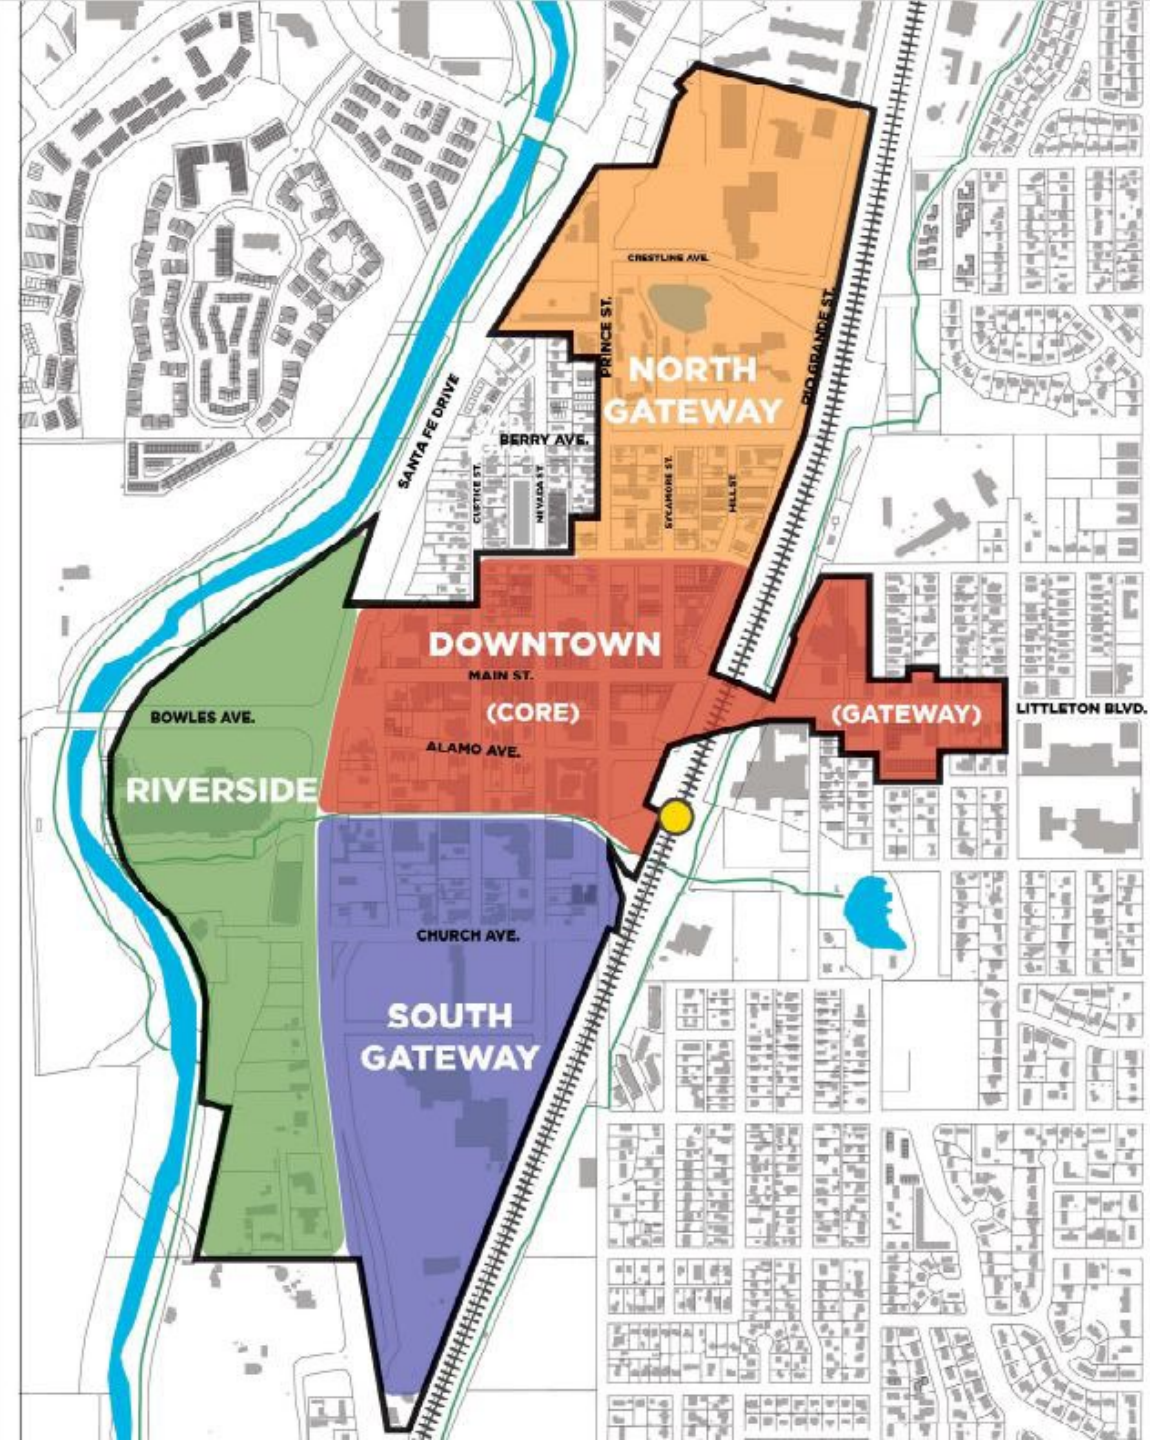 CRESTLINE AVE.
PRINCE ST.
RIO GRANDE ST.
NORTH
GATEWAY
SANTA FE DRIVE
BERRY AVE.
CURTICE ST.
NEVADA ST
SYCAMORE ST.
HILL ST
DOWNTOWN
MAIN ST.
(CORE)
(GATEWAY)
LITTLETON BLVD.
BOWLES AVE.
ALAMO AVE.
RIVERSIDE
CHURCH AVE.
SOUTH
GATEWAY